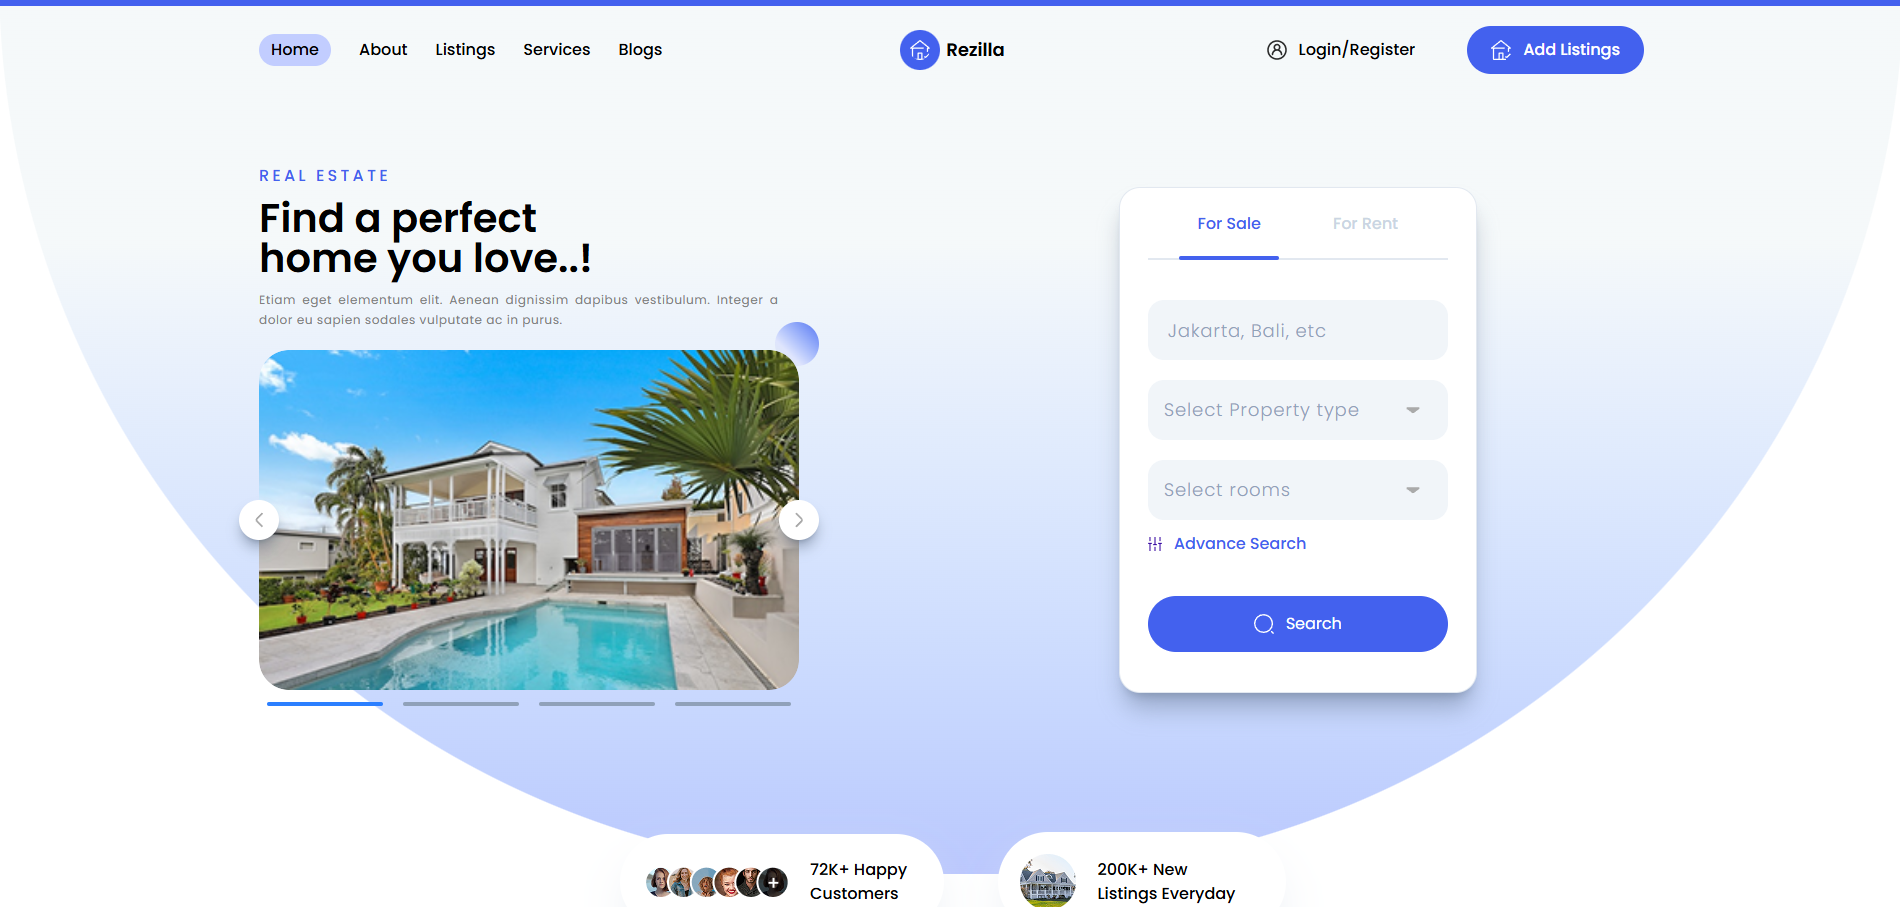 Home About Listings Services Blogs Rezilla Login/Register Add Listings
REAL ESTATE
Find a perfect
home you love..!
Etiam eget elementum elit. Aenean dignissim dapibus vestibulum. Integer a
dolor eu sapien sodales vulputate ac in purus.
For Sale For Rent
Jakarta, Bali, etc
Select Property type
Select rooms
Advance Search
Search
72K+ Happy
Customers
200K+ New
Listings Everyday